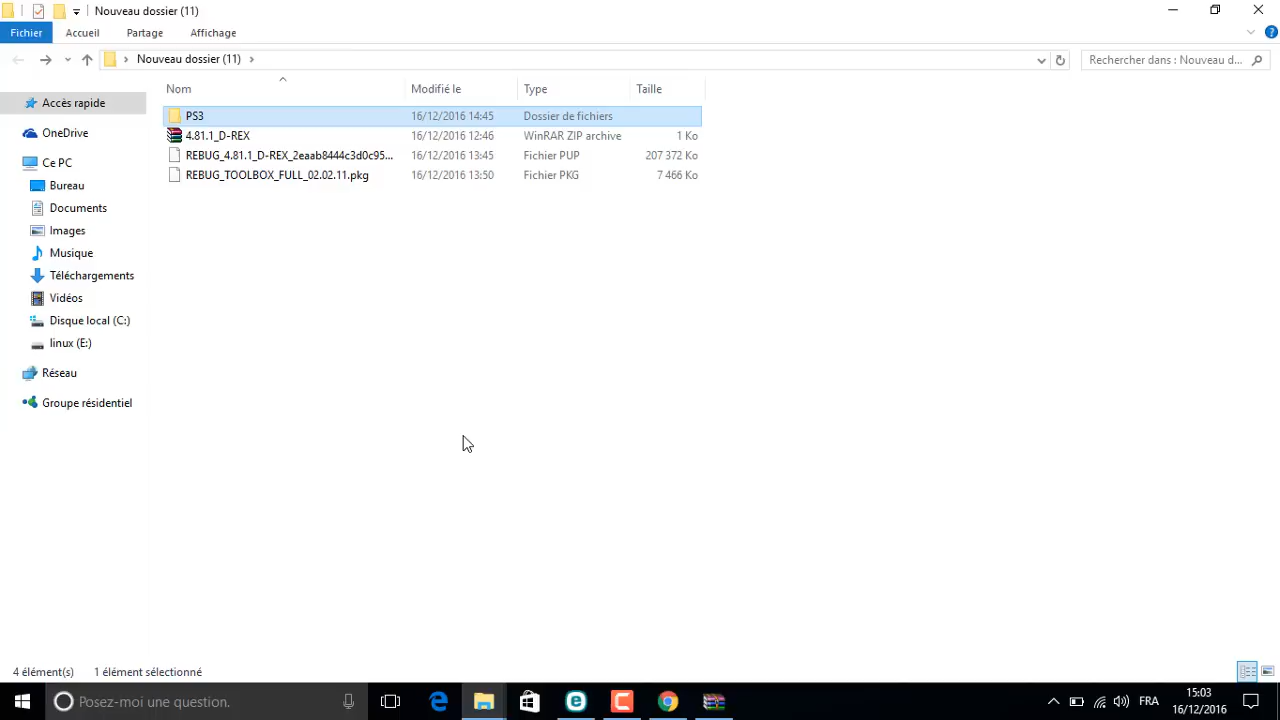 Nouveau dossier (11)
Fichier Accueil Partage Affichage
Nouveau dossier (11) Rechercher dans : Nouveau d...
Nom Modifié le Type Taille
Accès rapide
OneDrive
Ce PC
Bureau
Documents
Images
Musique
Téléchargements
Vidéos
Disque local (C:)
linux (E:)
Réseau
Groupe résidentiel
PS3 16/12/2016 14:45 Dossier de fichiers
4.81.1_D-REX 16/12/2016 12:46 WinRAR ZIP archive 1 Ko
REBUG_4.81.1_D-REX_2eaab8444c3d0c95... 16/12/2016 13:45 Fichier PUP 207 372 Ko
REBUG_TOOLBOX_FULL_02.02.11.pkg 16/12/2016 13:50 Fichier PKG 7 466 Ko
4 élément(s) 1 élément sélectionné
Posez-moi une question. FRA 15:03
16/12/2016